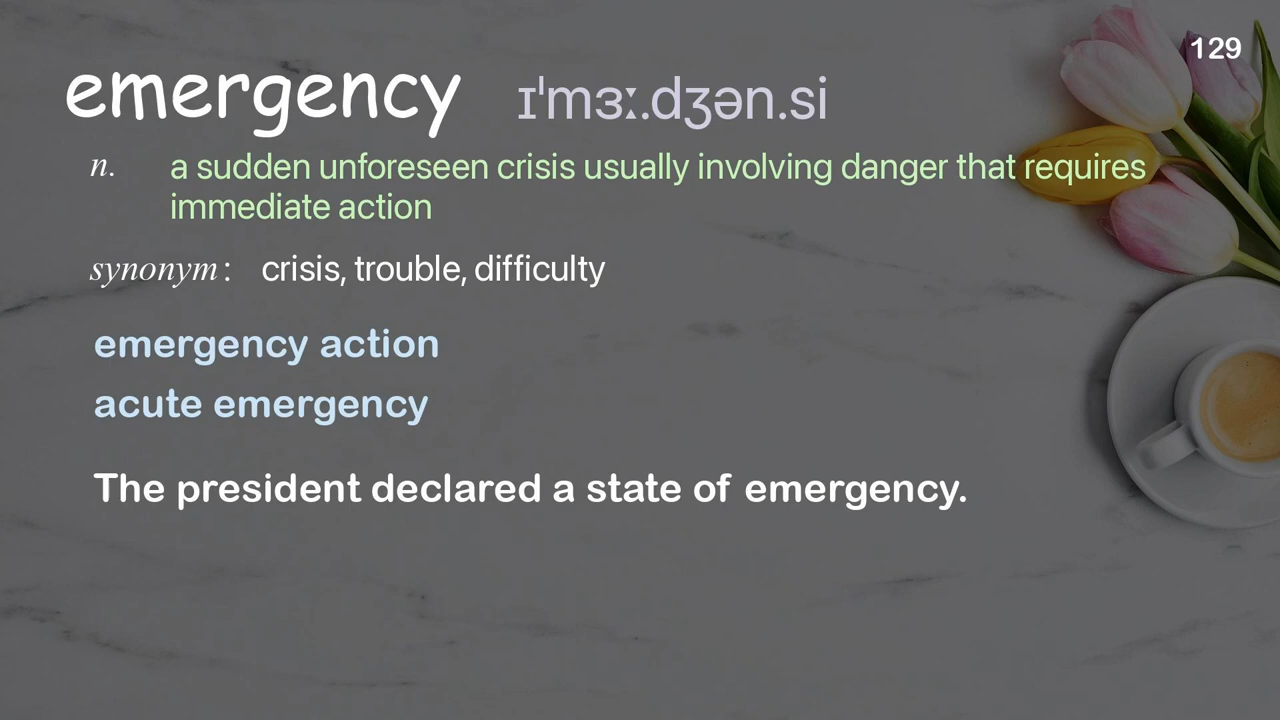 129
emergency ɪˈmɜː.dʒən.si
n. a sudden unforeseen crisis usually involving danger that requires
immediate action
synonym: crisis, trouble, difficulty
emergency action
acute emergency
The president declared a state of emergency.